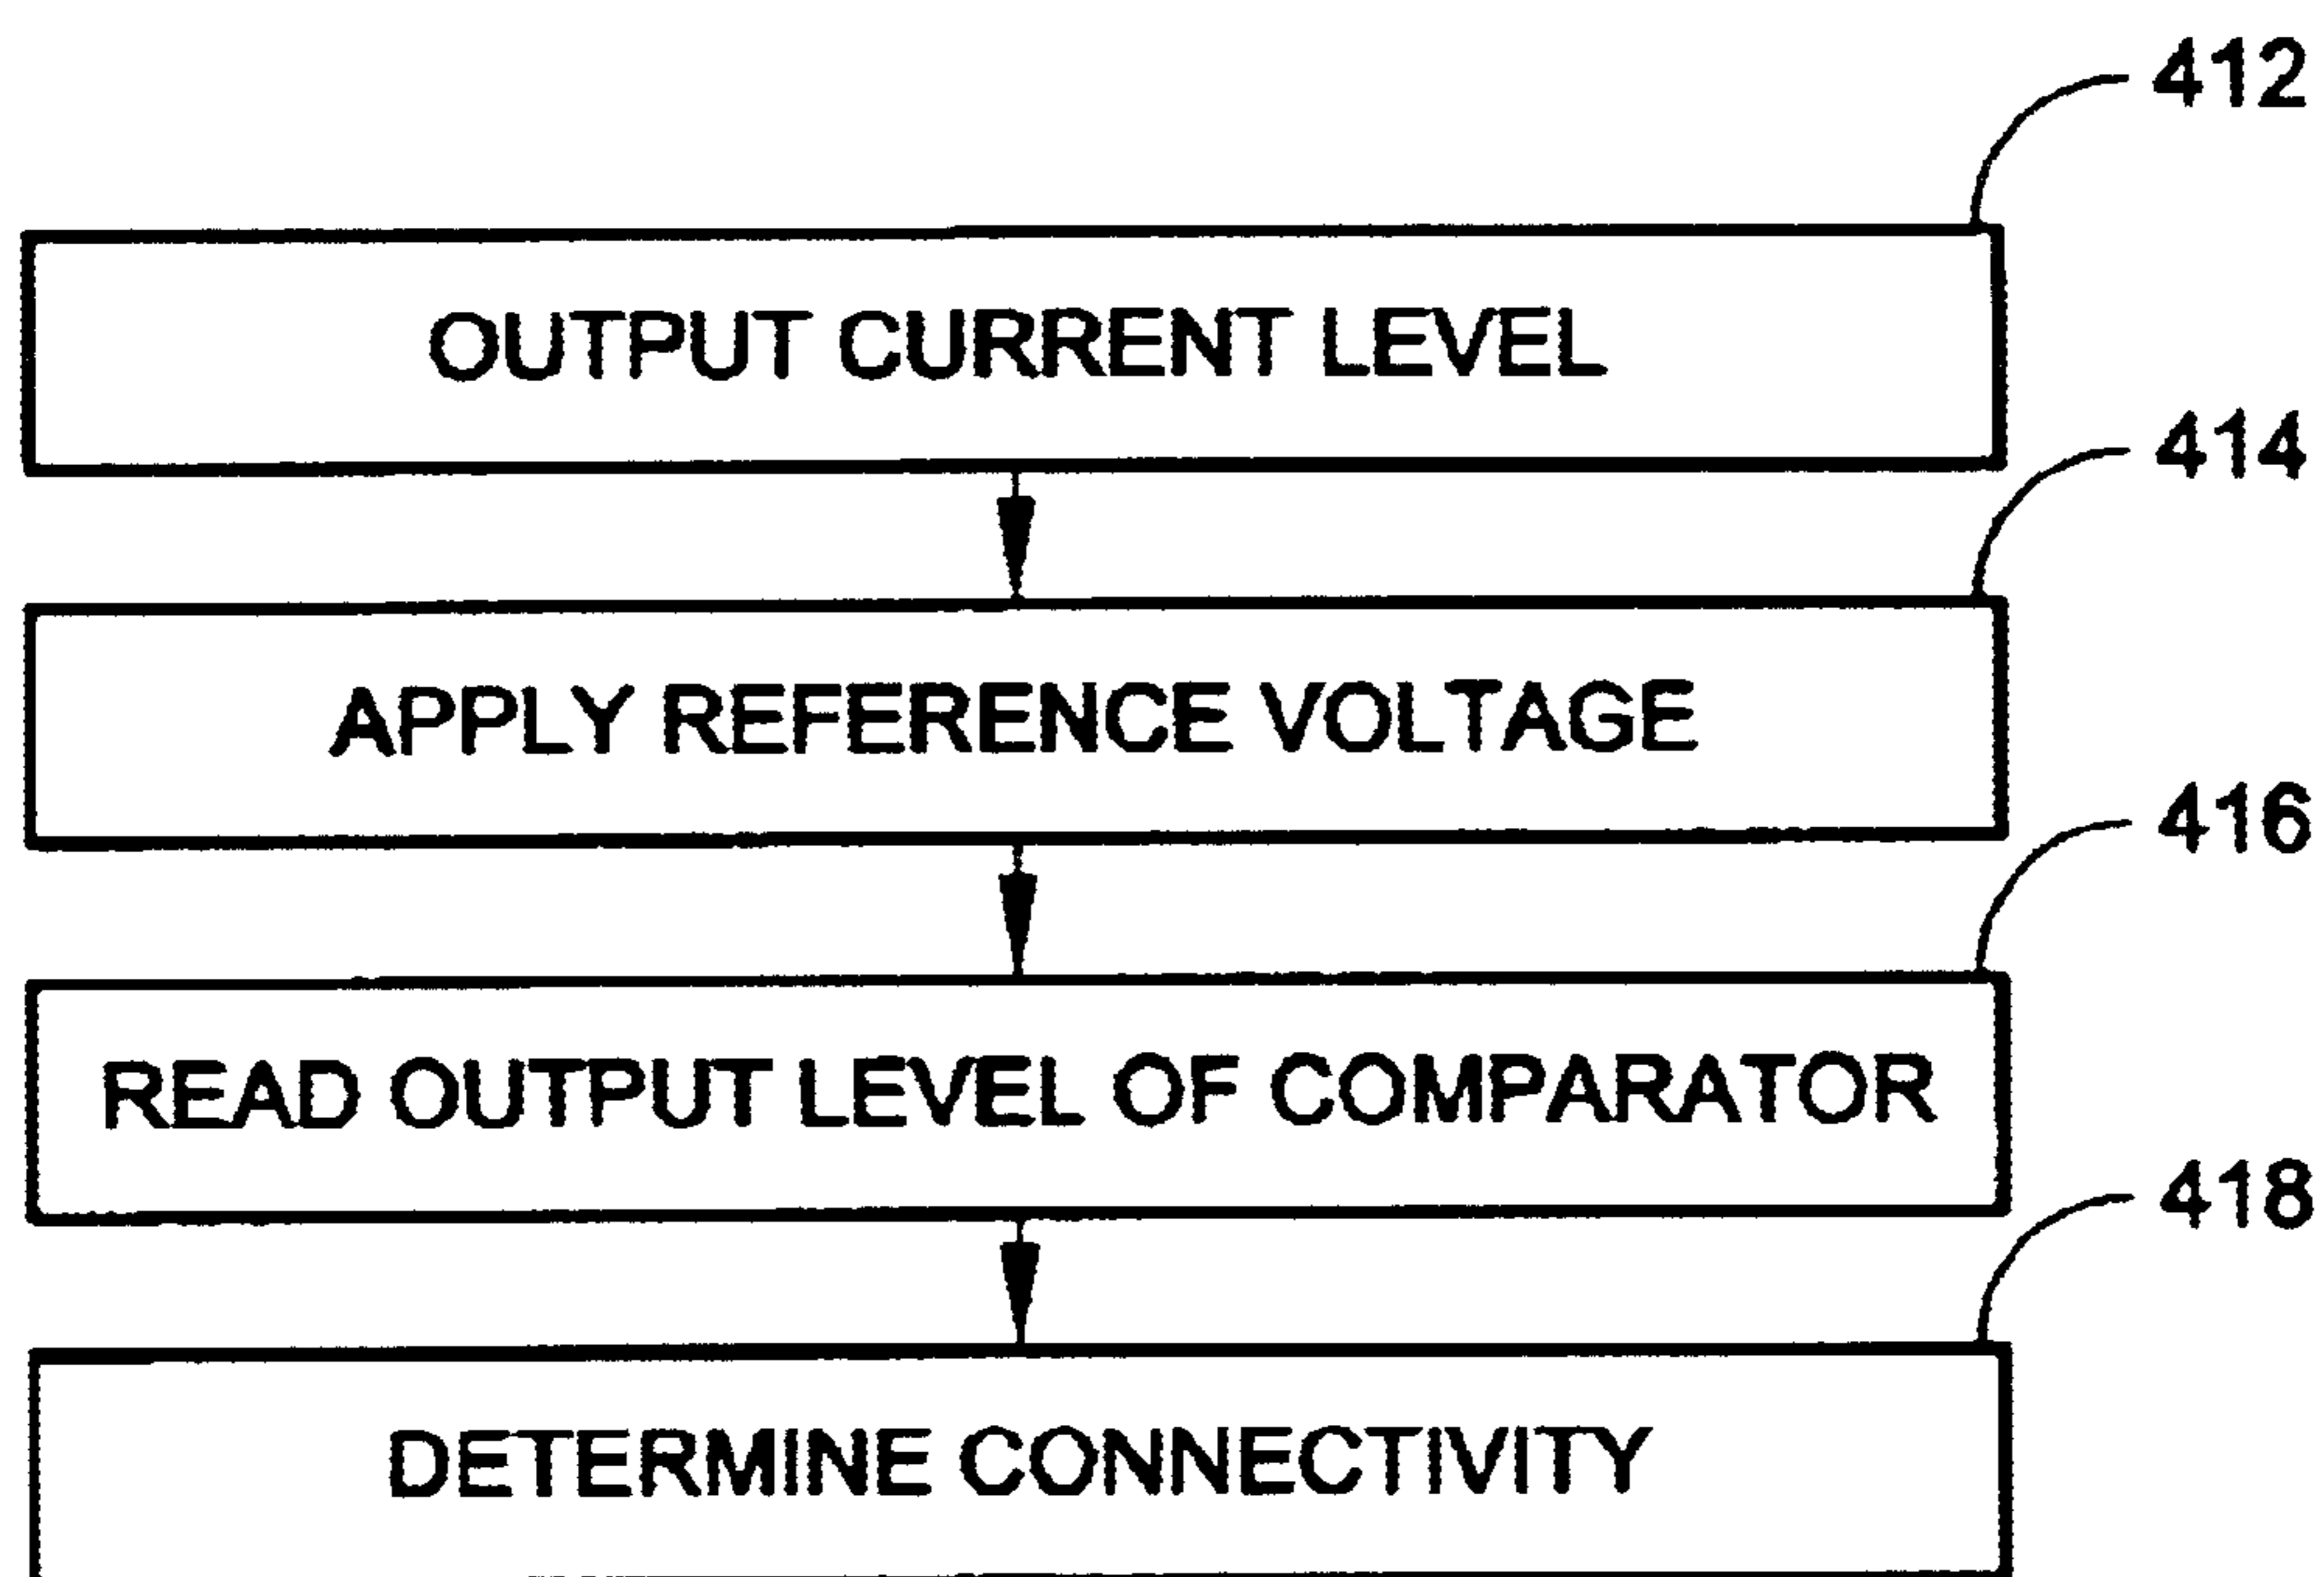 412
OUTPUT CURRENT LEVEL
414
APPLY REFERENCE VOLTAGE
416
READ OUTPUT LEVEL OF COMPARATOR
418
DETERMINE CONNECTIVITY